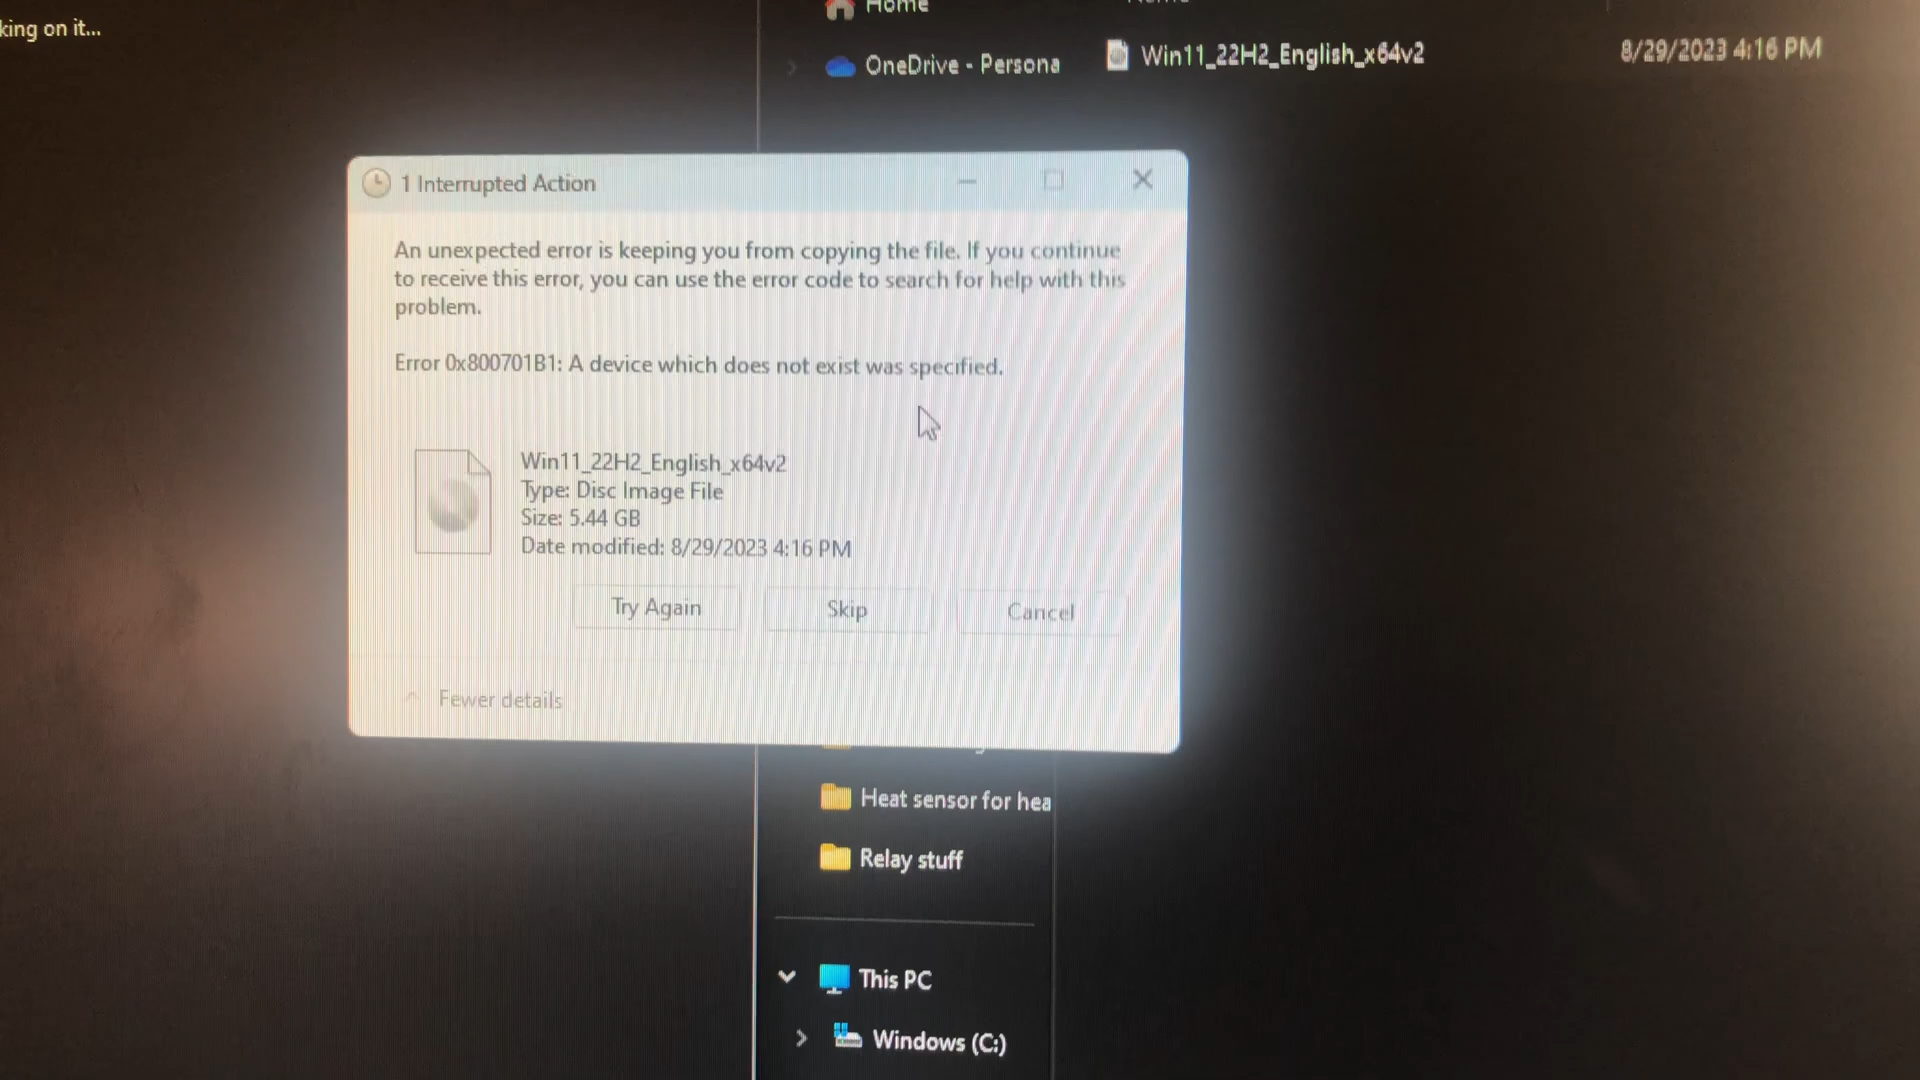 king on it...
Home
OneDrive - Persona
Win11_22H2_English_x64v2
8/29/2023 4:16 PM
1 Interrupted Action
An unexpected error is keeping you from copying the file. If you continue
to receive this error, you can use the error code to search for help with this
problem.
Error 0x800701B1: A device which does not exist was specified.
Win11_22H2_English_x64v2
Type: Disc Image File
Size: 5.44 GB
Date modified: 8/29/2023 4:16 PM
Try Again
Skip
Cancel
Fewer details
Heat sensor for hea
Relay stuff
This PC
Windows (C:)